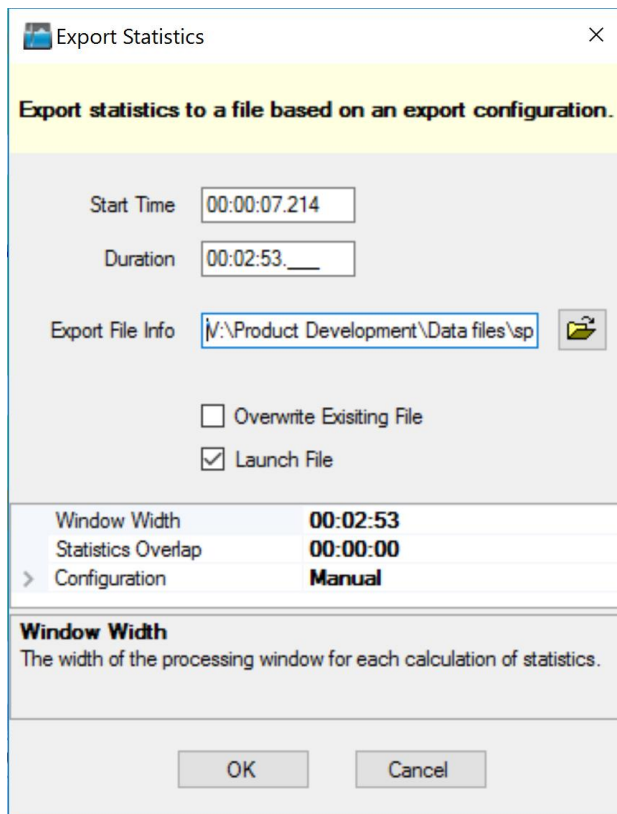 Export Statistics
Export statistics to a file based on an export configuration.
Start Time 00:00:07.214
Duration 00:02:53.___
Export File Info V:\Product Development\Data files\sp
Overwrite Exisiting File
Launch File
Window Width 00:02:53
Statistics Overlap 00:00:00
Configuration Manual
Window Width
The width of the processing window for each calculation of statistics.
OK Cancel